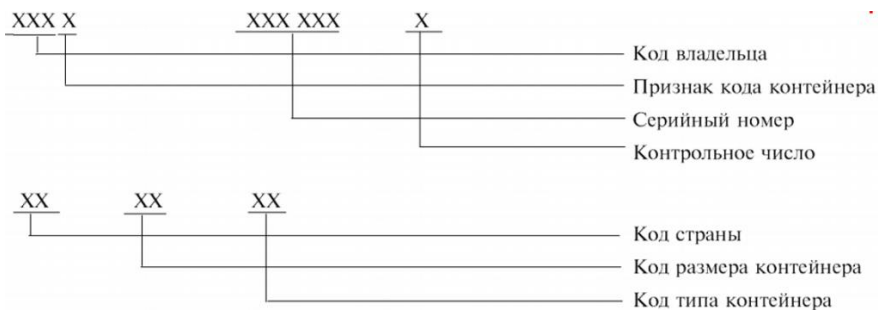 XXX X XXX XXX X
Код владельца
Признак кода контейнера
Серийный номер
Контрольное число
XX XX XX
Код страны
Код размера контейнера
Код типа контейнера